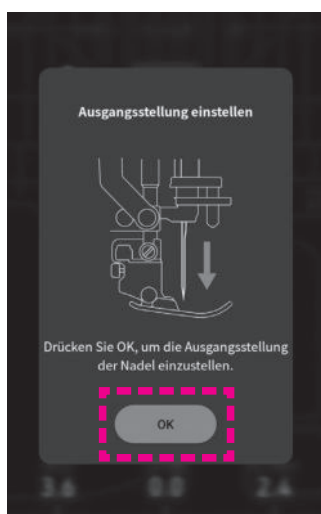 Ausgangsstellung einstellen
Drücken Sie OK, um die Ausgangsstellung
der Nadel einzustellen.
OK
3.6 0.0 2.4